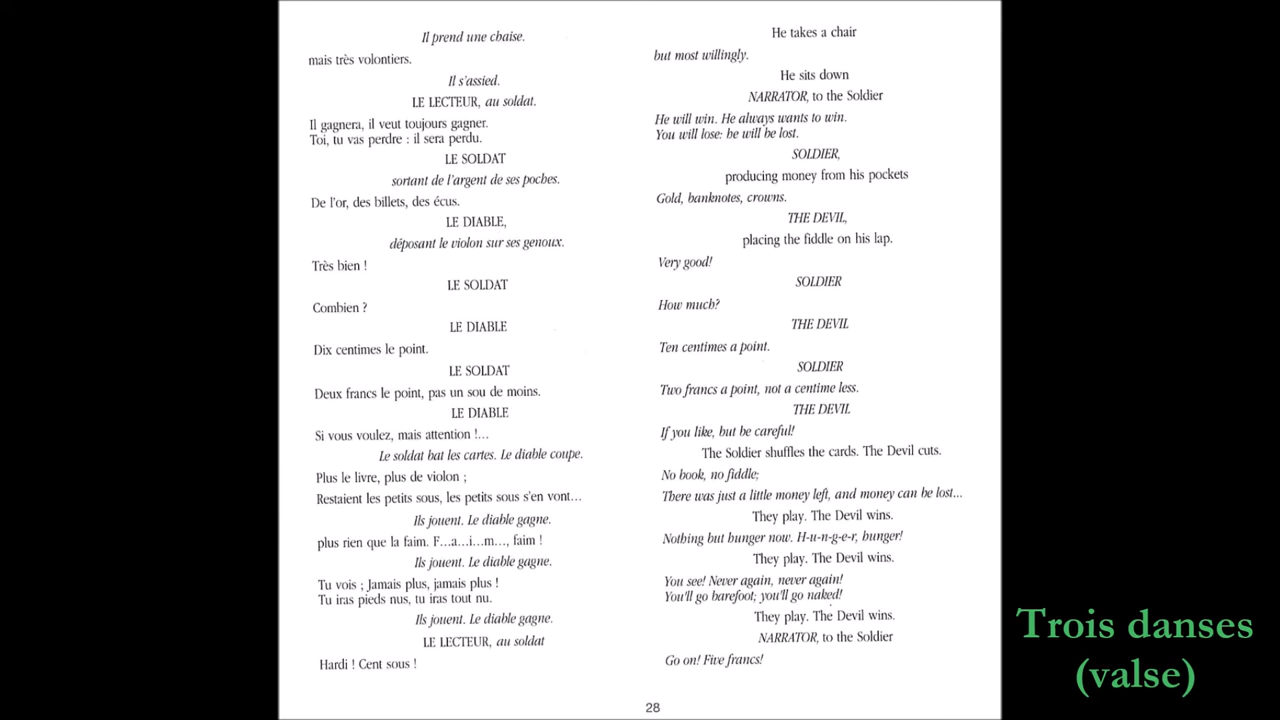 Il prend une chaise.
mais très volontiers.
Il s'assied.
LE LECTEUR, au soldat.
Il gagnera, il veut toujours gagner.
Toi, tu vas perdre : il sera perdu.
LE SOLDAT
sortant de l'argent de ses poches.
De l'or, des billets, des écus.
LE DIABLE,
déposant le violon sur ses genoux.
Très bien !
LE SOLDAT
Combien ?
LE DIABLE
Dix centimes le point.
LE SOLDAT
Deux francs le point, pas un sou de moins.
LE DIABLE
Si vous voulez, mais attention !...
Le soldat bat les cartes. Le diable coupe.
Plus le livre, plus de violon ;
Restaient les petits sous, les petits sous s'en vont...
Ils jouent. Le diable gagne.
plus rien que la faim. F...a...i...m..., faim !
Ils jouent. Le diable gagne.
Tu vois ; Jamais plus, jamais plus !
Tu iras pieds nus, tu iras tout nu.
Ils jouent. Le diable gagne.
LE LECTEUR, au soldat
Hardi ! Cent sous !
He takes a chair
but most willingly.
He sits down
NARRATOR, to the Soldier
He will win. He always wants to win.
You will lose: he will be lost.
SOLDIER,
producing money from his pockets
Gold, banknotes, crowns.
THE DEVIL,
placing the fiddle on his lap.
Very good!
SOLDIER
How much?
THE DEVIL
Ten centimes a point.
SOLDIER
Two francs a point, not a centime less.
THE DEVIL
If you like, but be careful!
The Soldier shuffles the cards. The Devil cuts.
No book, no fiddle;
There was just a little money left, and money can be lost...
They play. The Devil wins.
Nothing but hunger now. H-u-n-g-e-r, hunger!
They play. The Devil wins.
You see! Never again, never again!
You'll go barefoot; you'll go naked!
They play. The Devil wins.
NARRATOR, to the Soldier
Go on! Five francs!
28
Trois danses
(valse)